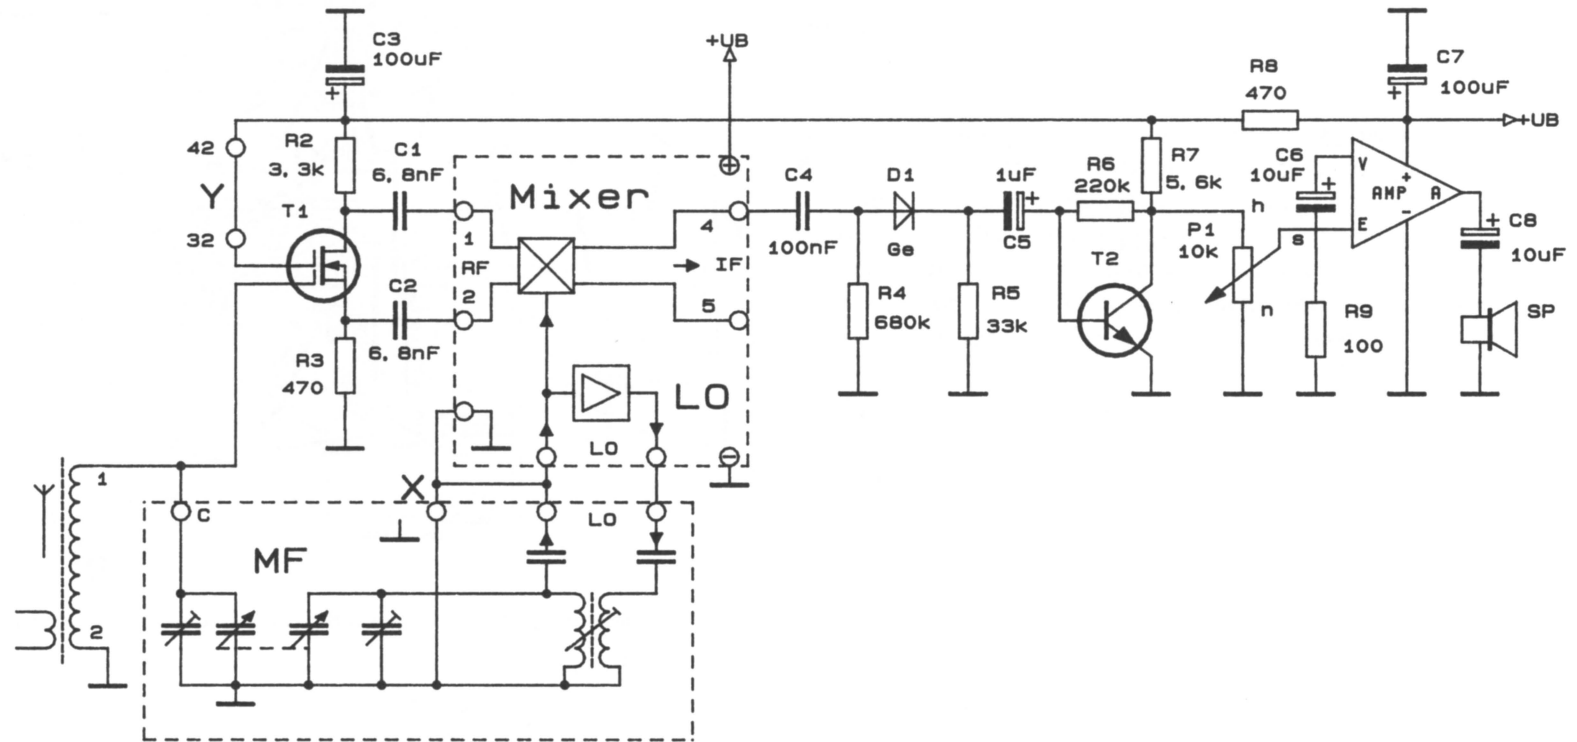 C3
100uF
+
+UB
C7
100uF
+
R8
470
+UB
42
R2
3,3k
C1
6,8nF
Y
T1
32
Mixer
+
1
RF
2
4
IF
5
C4
100nF
D1
Ge
1uF
+
C5
R6
220k
R7
5,6k
T2
C6
10uF
+
h
P1
10k
s
n
V
+
AMP
A
-
E
+
C8
10uF
C2
6,8nF
R3
470
R4
680k
R5
33k
R9
100
SP
LO
LO
-
1
X
C
LO
MF
2